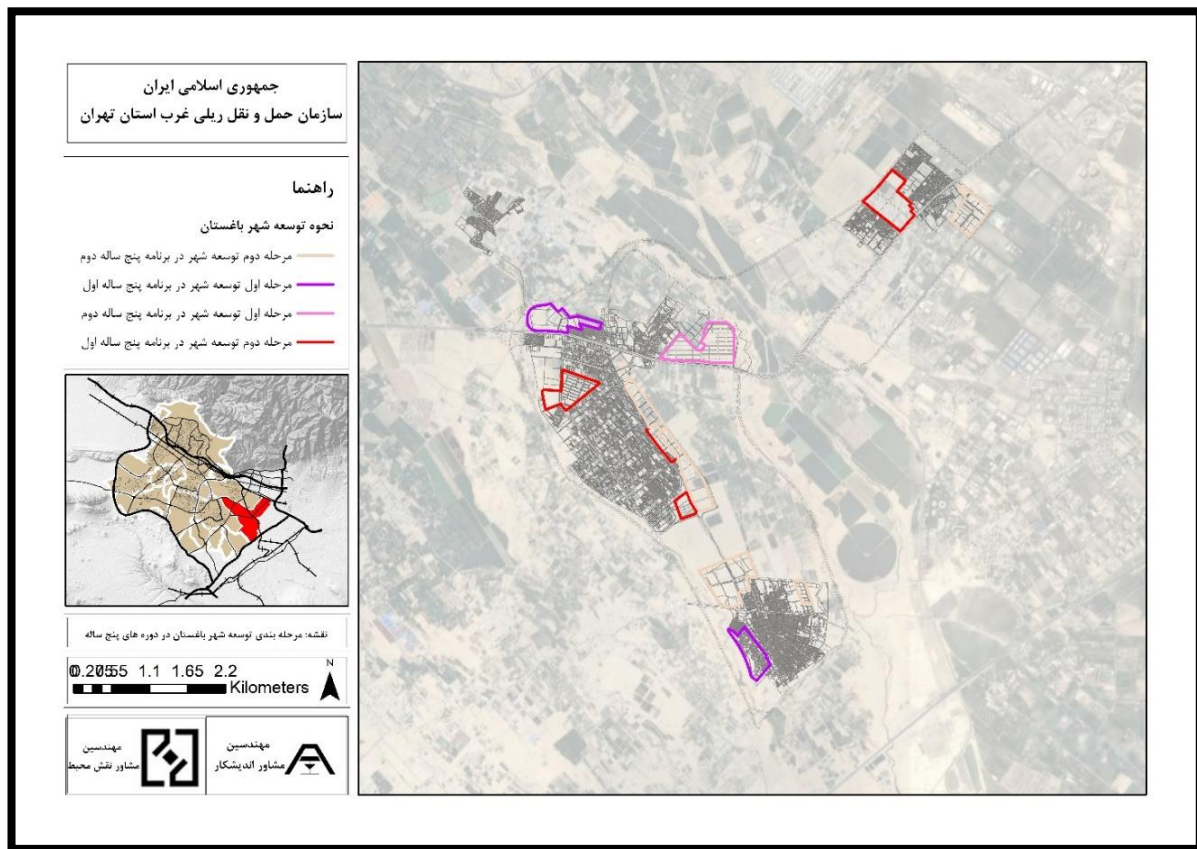 جمهوری اسلامی ایران
سازمان حمل و نقل ریلی غرب استان تهران
راهنما
نحوه توسعه شهر باغستان
مرحله دوم توسعه شهر در برنامه پنج ساله دوم
مرحله اول توسعه شهر در برنامه پنج ساله اول
مرحله اول توسعه شهر در برنامه پنج ساله دوم
مرحله دوم توسعه شهر در برنامه پنج ساله اول
نقشه: مرحله بندی توسعه شهر باغستان در دوره های پنج ساله
0 0.275 0.55 1.1 1.65 2.2
Kilometers
N
مهندسین
مشاور اندیشکار
مهندسین
مشاور نقش محیط